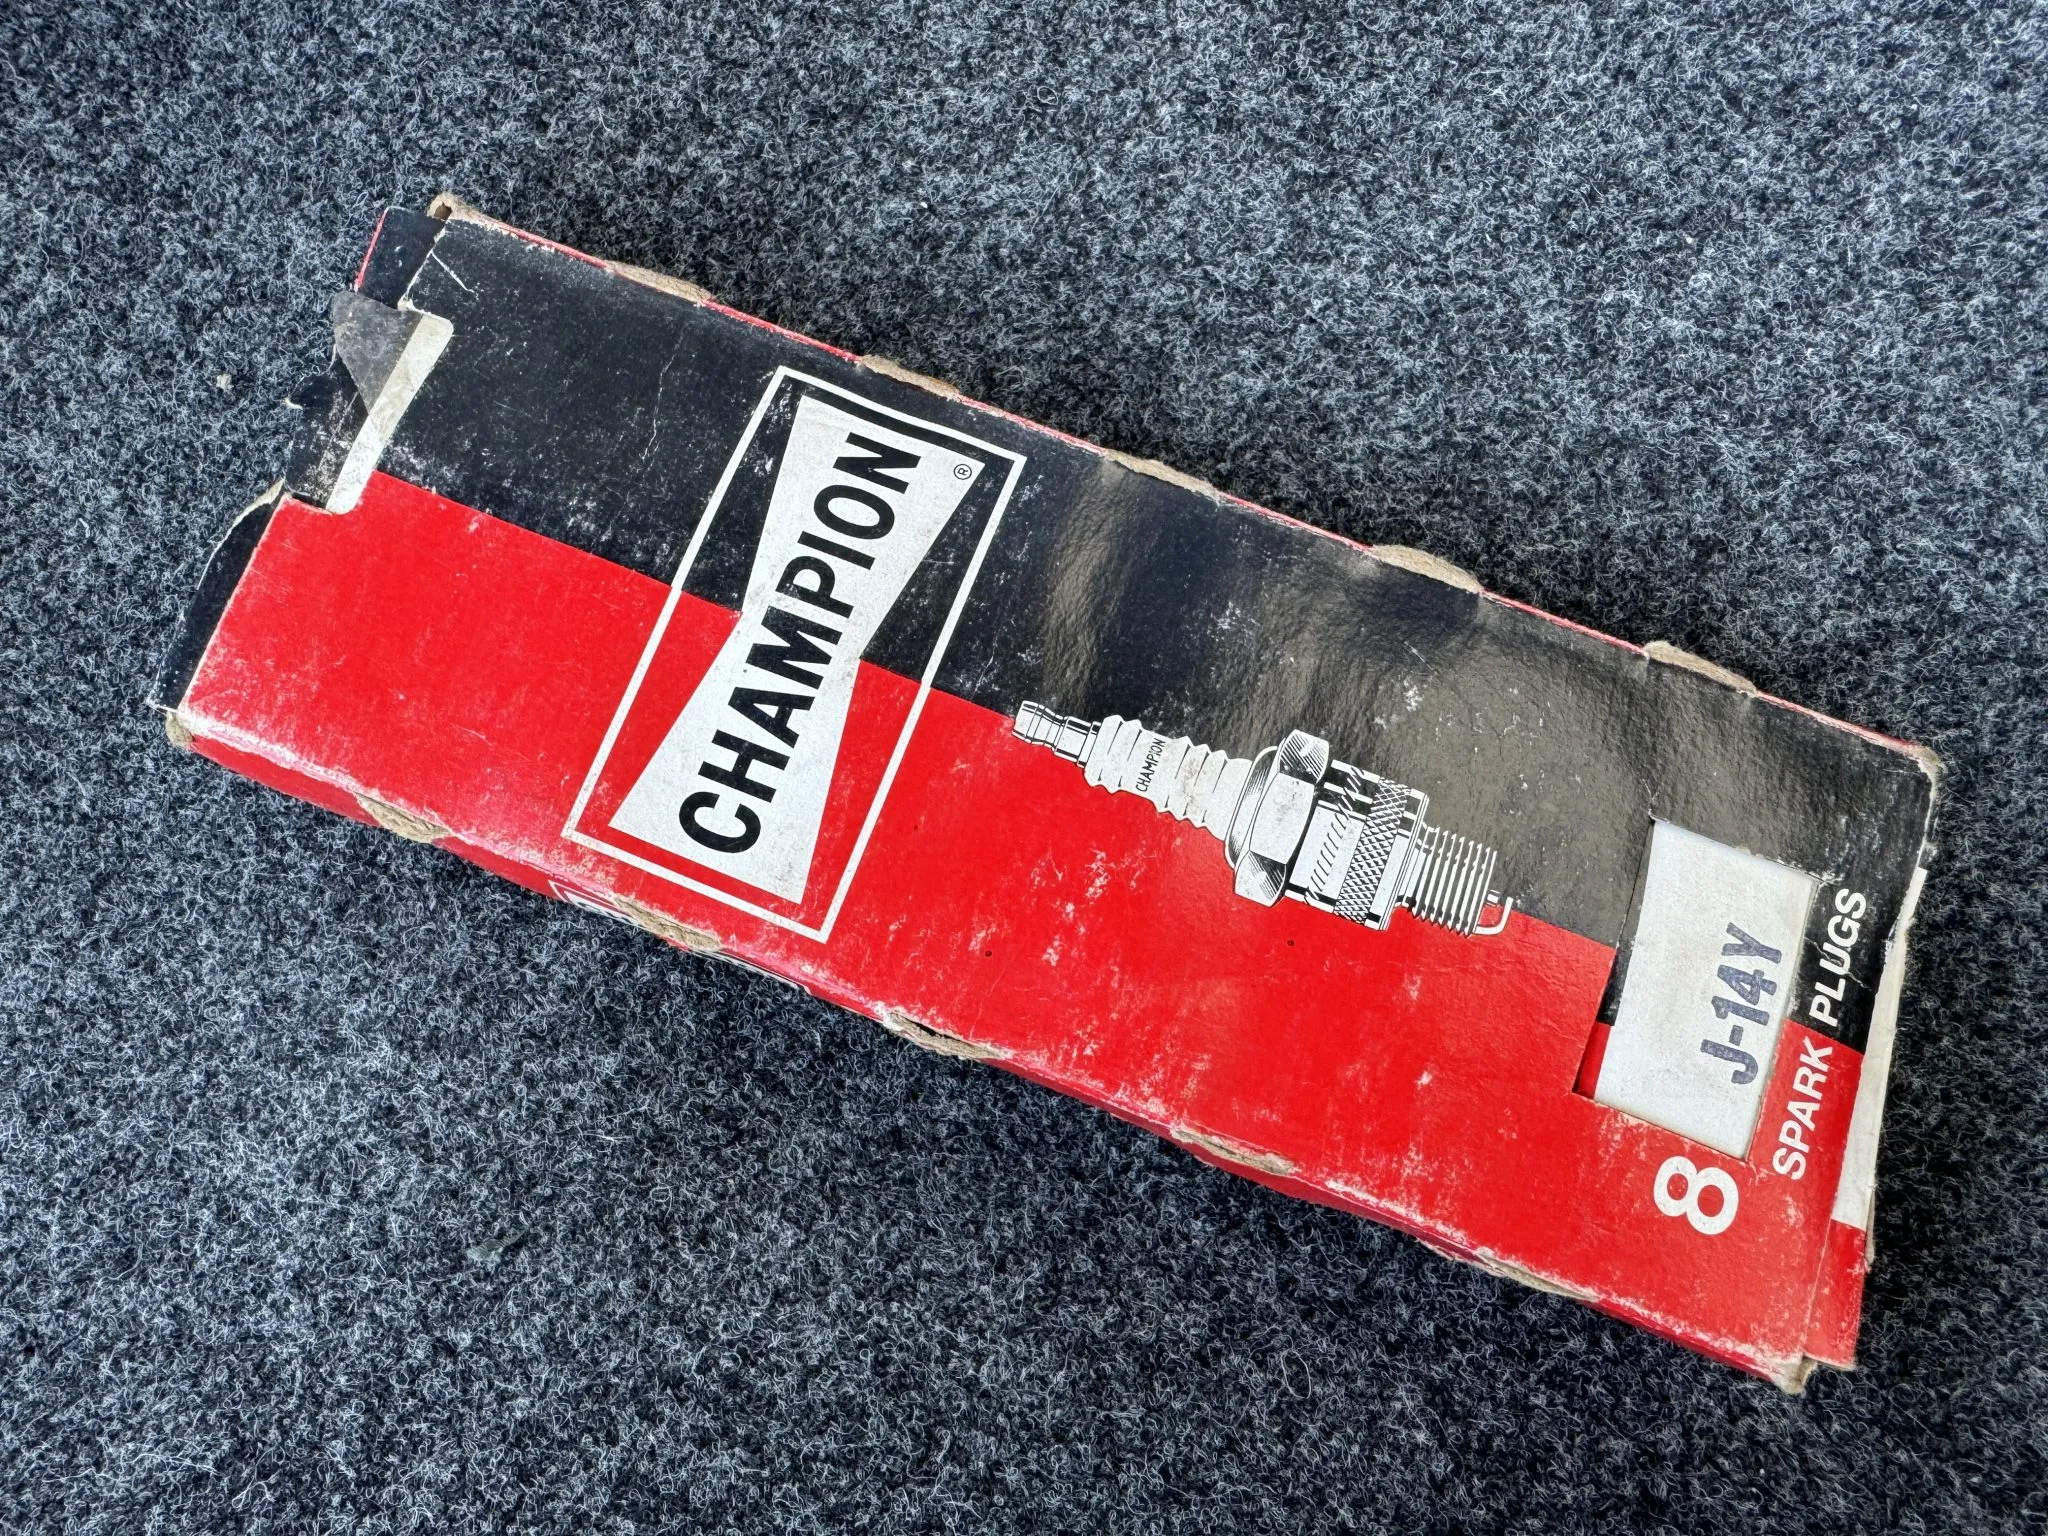 CHAMPION
®
CHAMPION
J-14Y
8
SPARK PLUGS